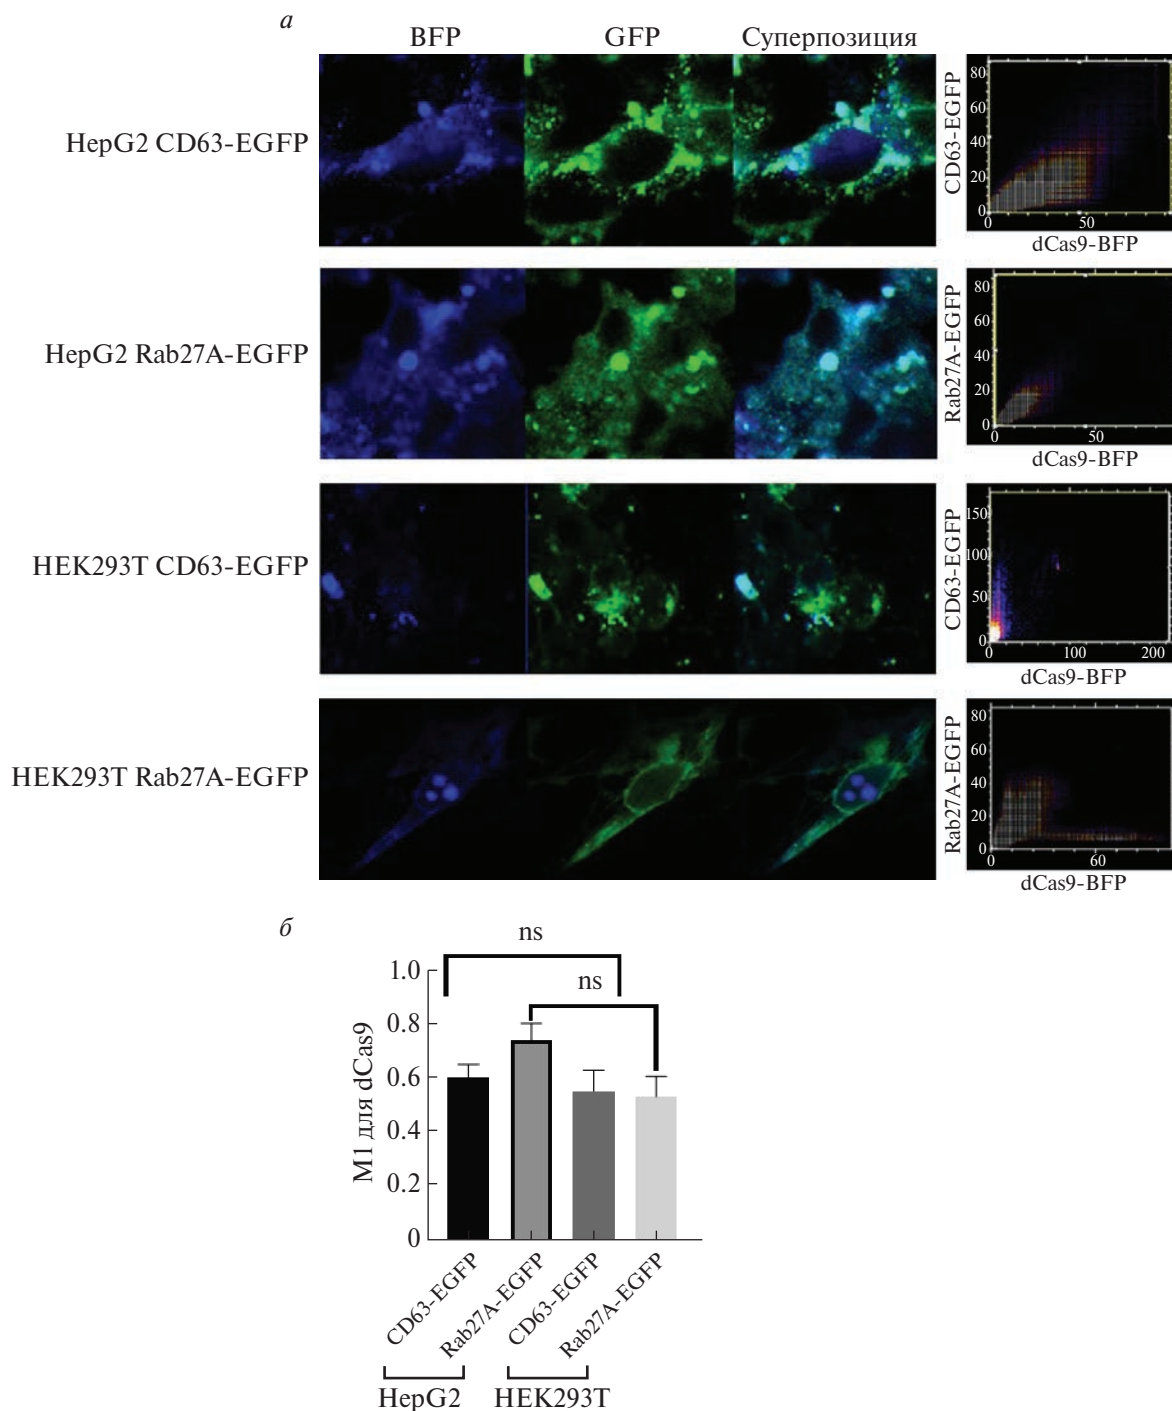 а
BFP GFP Суперпозиция
HepG2 CD63-EGFP
CD63-EGFP
80
60
40
20
0
0 50
dCas9-BFP
HepG2 Rab27A-EGFP
Rab27A-EGFP
80
60
40
20
0
0 50
dCas9-BFP
HEK293T CD63-EGFP
CD63-EGFP
150
100
50
0
0 100 200
dCas9-BFP
HEK293T Rab27A-EGFP
Rab27A-EGFP
80
60
40
20
0
0 60
dCas9-BFP
б
ns
ns
M1 для dCas9
1.0
0.8
0.6
0.4
0.2
0
CD63-EGFP
Rab27A-EGFP
CD63-EGFP
Rab27A-EGFP
HepG2 HEK293T